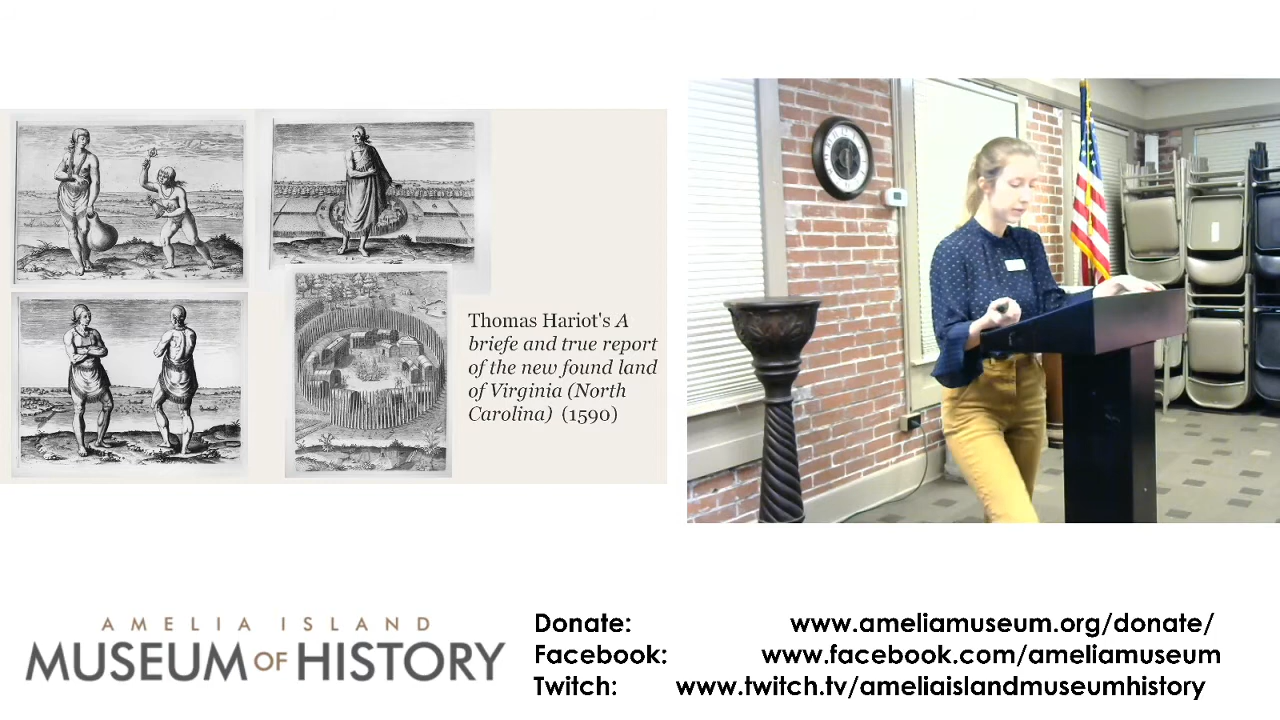 Thomas Hariot's A
briefe and true report
of the new found land
of Virginia (North
Carolina) (1590)
AMELIA ISLAND
MUSEUM OF HISTORY
Donate: www.ameliamuseum.org/donate/
Facebook: www.facebook.com/ameliamuseum
Twitch: www.twitch.tv/ameliaislandmuseumhistory